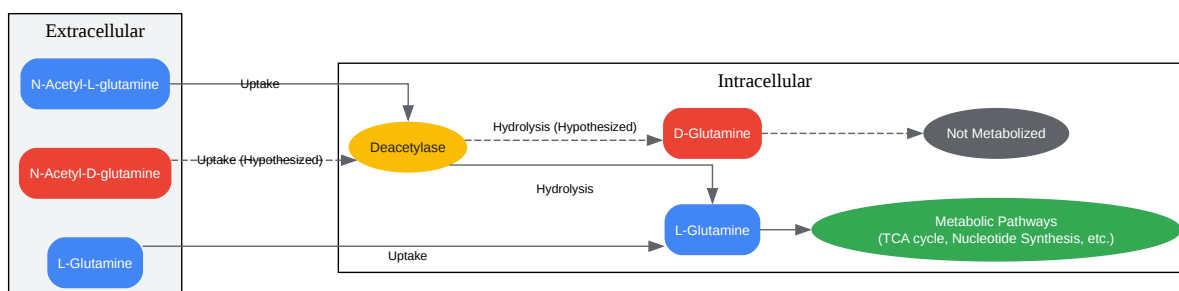 Extracellular
N-Acetyl-L-glutamine
N-Acetyl-D-glutamine
L-Glutamine
Uptake
Uptake (Hypothesized)
Uptake
Intracellular
Deacetylase
Hydrolysis (Hypothesized)
Hydrolysis
D-Glutamine
L-Glutamine
Not Metabolized
Metabolic Pathways
(TCA cycle, Nucleotide Synthesis, etc.)